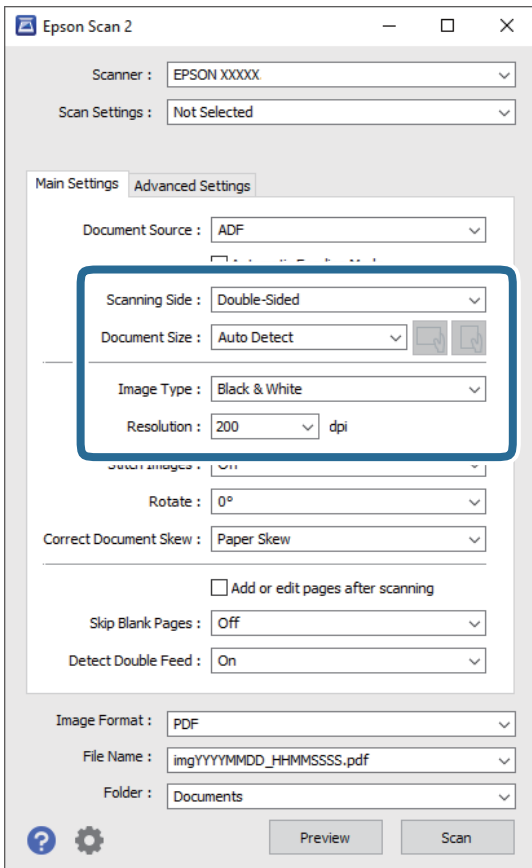 Epson Scan 2
Scanner : EPSON XXXXX
Scan Settings : Not Selected
Main Settings Advanced Settings
Document Source : ADF
Scanning Side : Double-Sided
Document Size : Auto Detect
Image Type : Black & White
Resolution : 200 dpi
Stitch Images : On
Rotate : 0°
Correct Document Skew : Paper Skew
Add or edit pages after scanning
Skip Blank Pages : Off
Detect Double Feed : On
Image Format : PDF
File Name : imgYYYYMMDD_HHMMSSSS.pdf
Folder : Documents
? Preview Scan